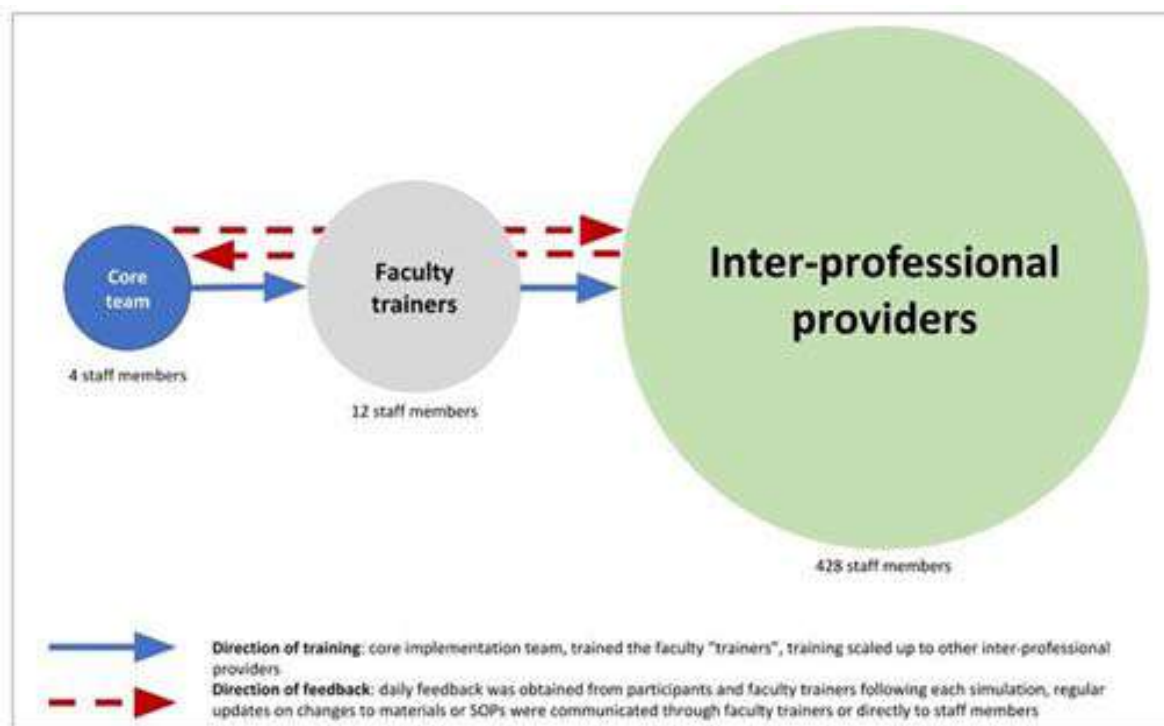 Core
team
Faculty
trainers
Inter-professional
providers
4 staff members
12 staff members
428 staff members
Direction of training: core implementation team, trained the faculty "trainers", training scaled up to other inter-professional
providers
Direction of feedback: daily feedback was obtained from participants and faculty trainers following each simulation, regular
updates on changes to materials or SOPs were communicated through faculty trainers or directly to staff members